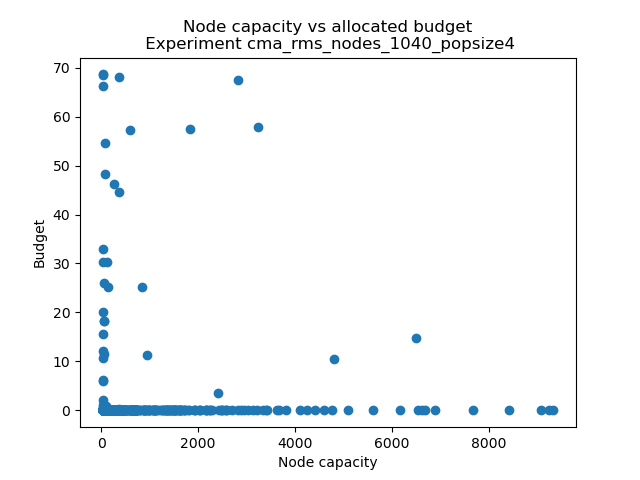 Node capacity vs allocated budget
Experiment cma_rms_nodes_1040_popsize4
70
60
50
40
30
20
10
0
Budget
0 2000 4000 6000 8000
Node capacity